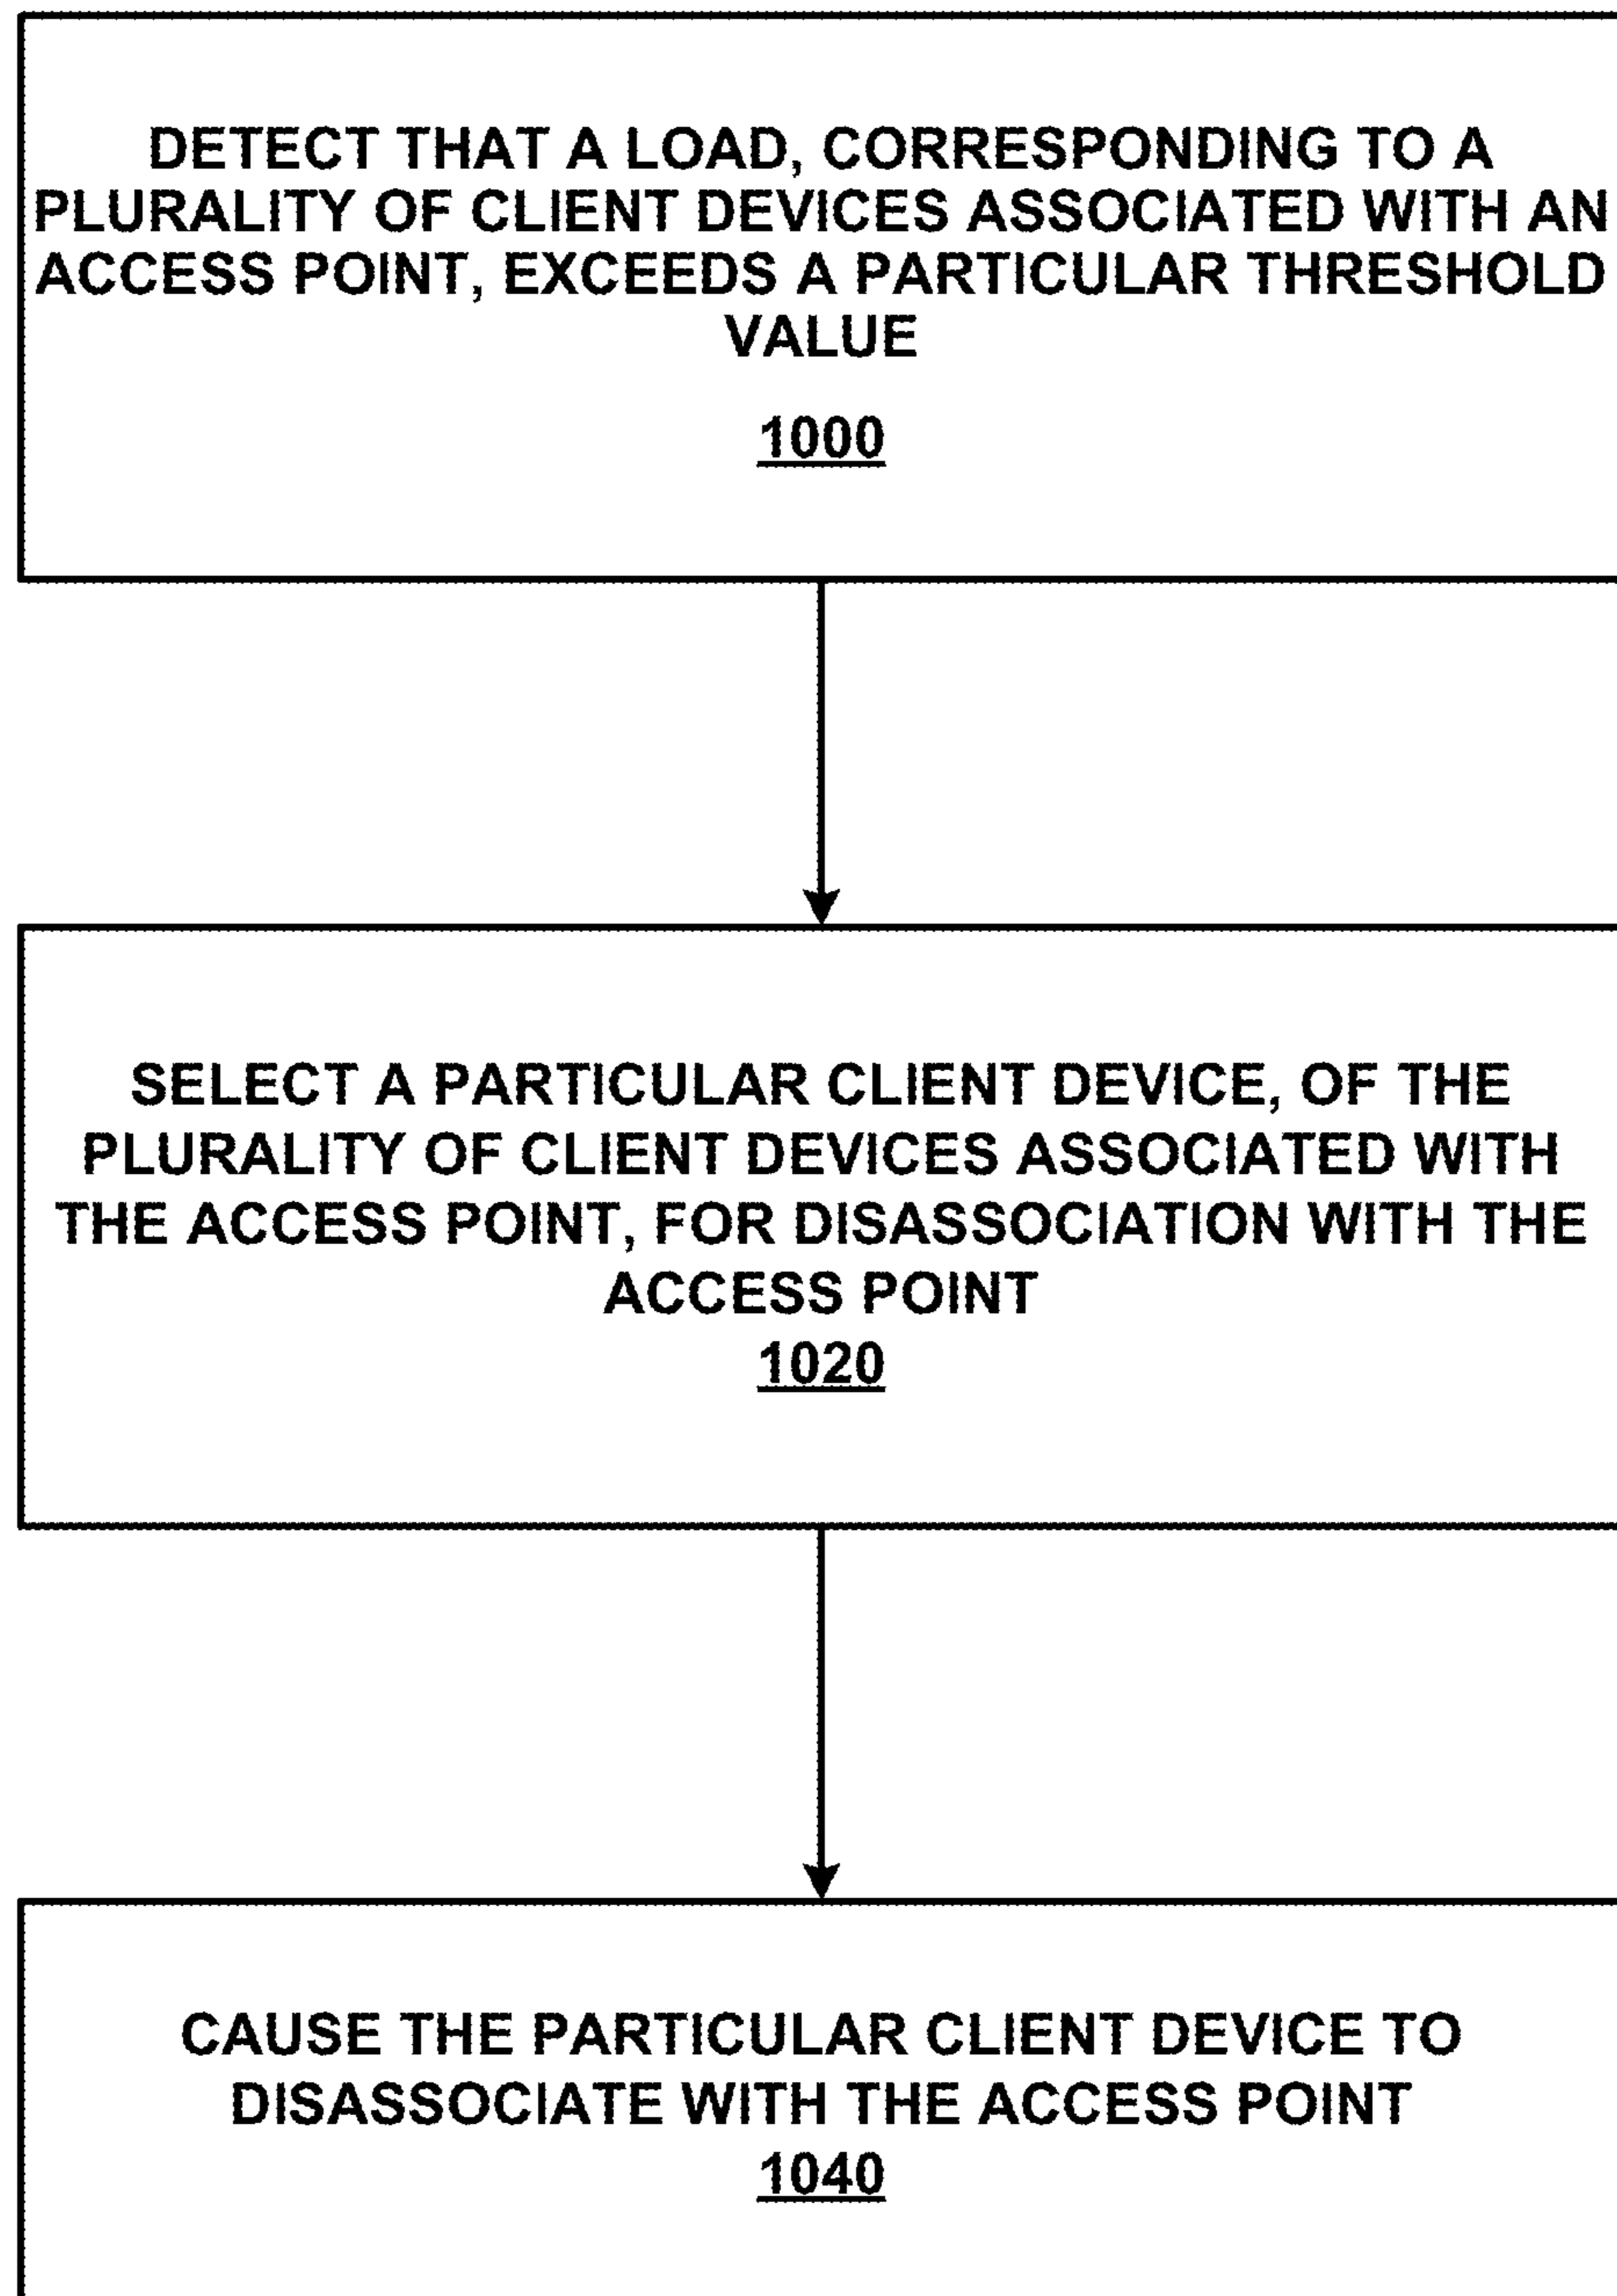 DETECT THAT A LOAD, CORRESPONDING TO A
PLURALITY OF CLIENT DEVICES ASSOCIATED WITH AN
ACCESS POINT, EXCEEDS A PARTICULAR THRESHOLD
VALUE
1000
SELECT A PARTICULAR CLIENT DEVICE, OF THE
PLURALITY OF CLIENT DEVICES ASSOCIATED WITH
THE ACCESS POINT, FOR DISASSOCIATION WITH THE
ACCESS POINT
1020
CAUSE THE PARTICULAR CLIENT DEVICE TO
DISASSOCIATE WITH THE ACCESS POINT
1040